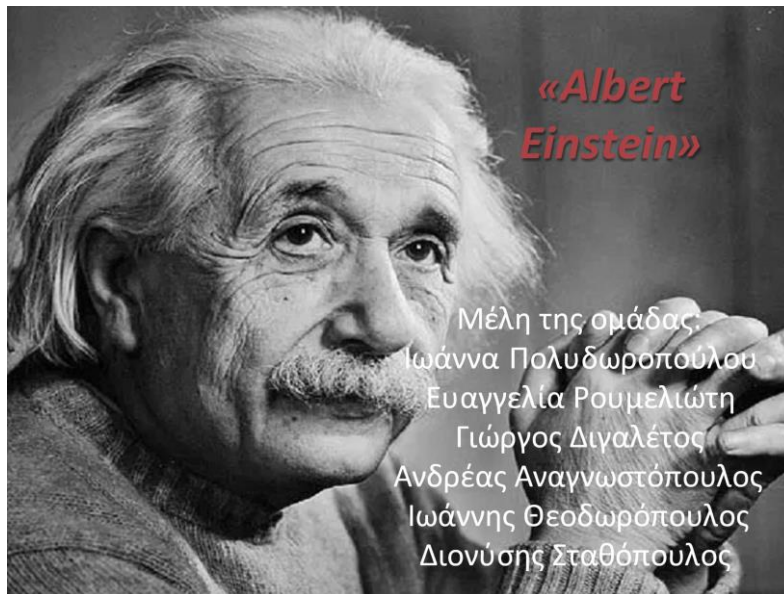 «Albert
Einstein»
Μέλη της ομάδας:
Ιωάννα Πολυδωροπούλου
Ευαγγελία Ρουμελιώτη
Γιώργος Διγαλέτος
Ανδρέας Αναγνωστόπουλος
Ιωάννης Θεοδωρόπουλος
Διονύσης Σταθόπουλος